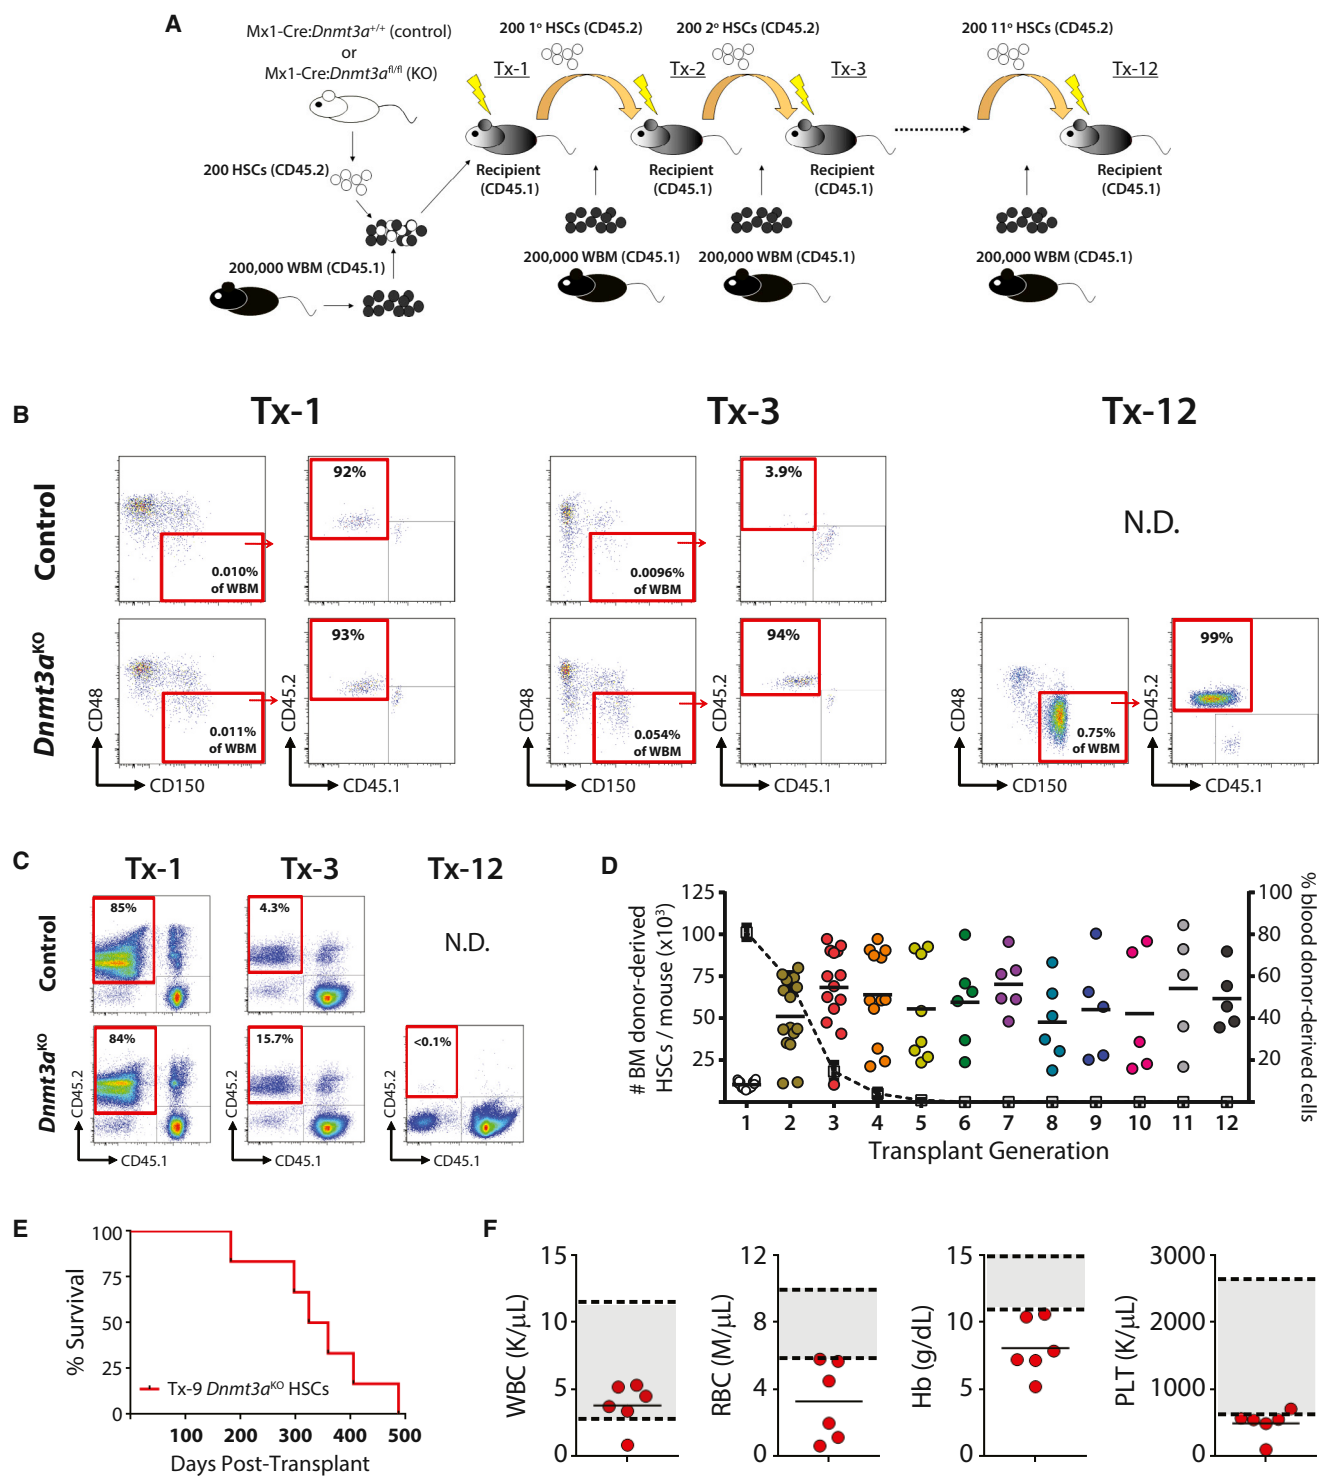 A
Mx1-Cre:Dnmt3a+/+ (control)
or
Mx1-Cre:Dnmt3afl/fl (KO)
200 HSCs (CD45.2)
200,000 WBM (CD45.1)
200 1º HSCs (CD45.2)
Tx-1
Recipient
(CD45.1)
200,000 WBM (CD45.1)
200 2º HSCs (CD45.2)
Tx-2
Recipient
(CD45.1)
200,000 WBM (CD45.1)
Tx-3
Recipient
(CD45.1)
200 11º HSCs (CD45.2)
Tx-12
Recipient
(CD45.1)
200,000 WBM (CD45.1)
B
Tx-1
Tx-3
Tx-12
Control
0.010%
of WBM
92%
0.0096%
of WBM
3.9%
N.D.
Dnmt3aKO
CD48
0.011%
of WBM
CD150
CD45.2
93%
CD45.1
CD48
0.054%
of WBM
CD150
CD45.2
94%
CD45.1
CD48
0.75%
of WBM
CD150
CD45.2
99%
CD45.1
C
Tx-1
Tx-3
Tx-12
Control
85%
4.3%
N.D.
Dnmt3aKO
CD45.2
84%
CD45.1
CD45.2
15.7%
CD45.1
CD45.2
<0.1%
CD45.1
D
# BM donor-derived
HSCs / mouse (x103)
125
100
75
50
25
100
80
60
40
20
% blood donor-derived cells
1 2 3 4 5 6 7 8 9 10 11 12
Transplant Generation
E
% Survival
100
75
50
25
0
Tx-9 Dnmt3aKO HSCs
100 200 300 400 500
Days Post-Transplant
F
WBC (K/µL)
15
10
5
0
RBC (M/µL)
12
8
4
0
Hb (g/dL)
15
10
5
0
PLT (K/µL)
3000
2000
1000
0